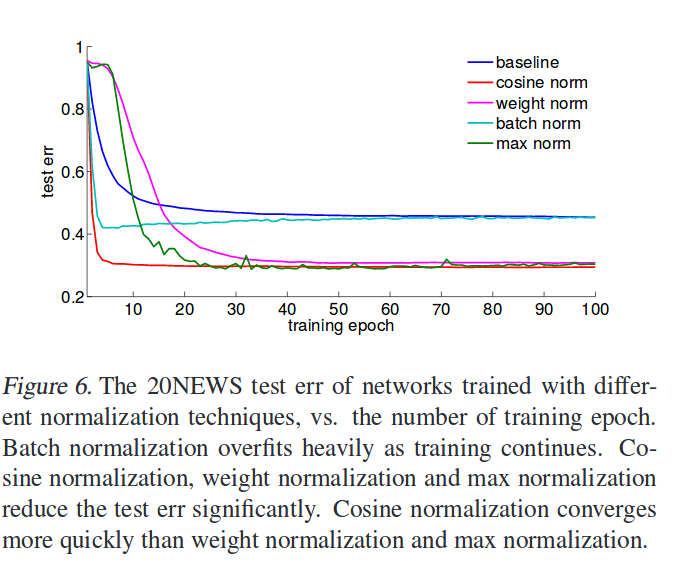 1
0.8
0.6
0.4
0.2
test err
10 20 30 40 50 60 70 80 90 100
training epoch
baseline
cosine norm
weight norm
batch norm
max norm
Figure 6. The 20NEWS test err of networks trained with differ-
ent normalization techniques, vs. the number of training epoch.
Batch normalization overfits heavily as training continues. Co-
sine normalization, weight normalization and max normalization
reduce the test err significantly. Cosine normalization converges
more quickly than weight normalization and max normalization.